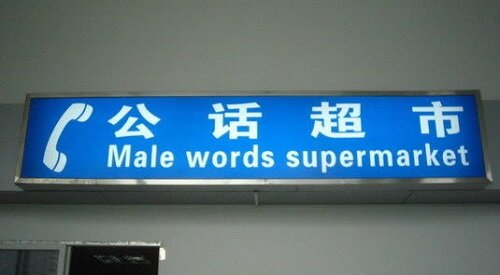 公话超市
Male words supermarket